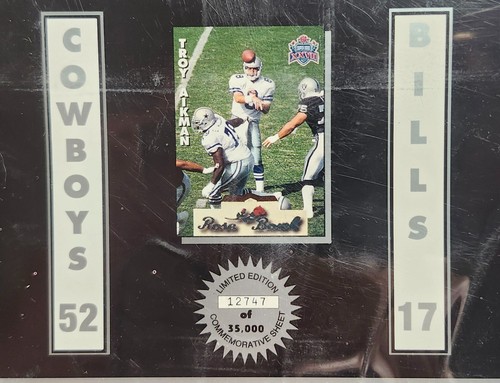 COWBOYS
52
TROY AIKMAN
Rose Bowl
LIMITED EDITION
12747
of
35,000
COMMEMORATIVE SHEET
BILLS
17